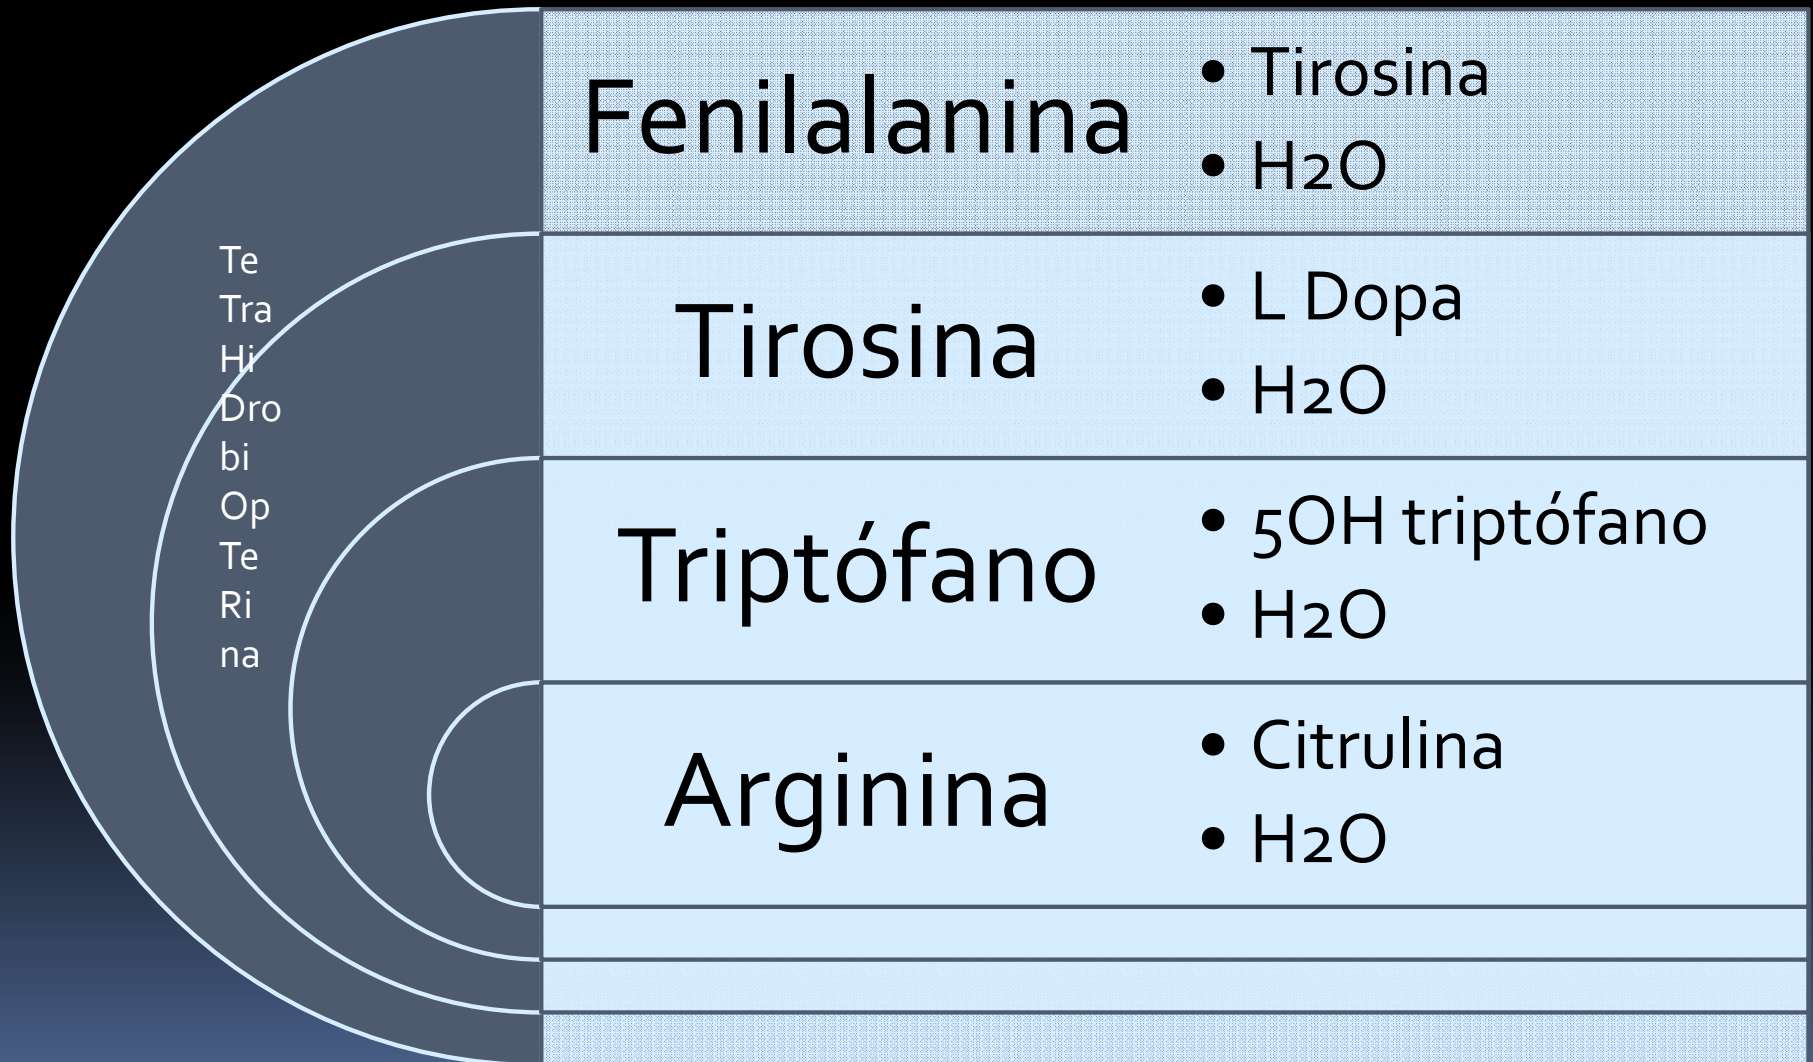 Te
Tra
Hi
Dro
bi
Op
Te
Ri
na
Fenilalanina
• Tirosina
• H2O
Tirosina
• L Dopa
• H2O
Triptófano
• 5OH triptófano
• H2O
Arginina
• Citrulina
• H2O